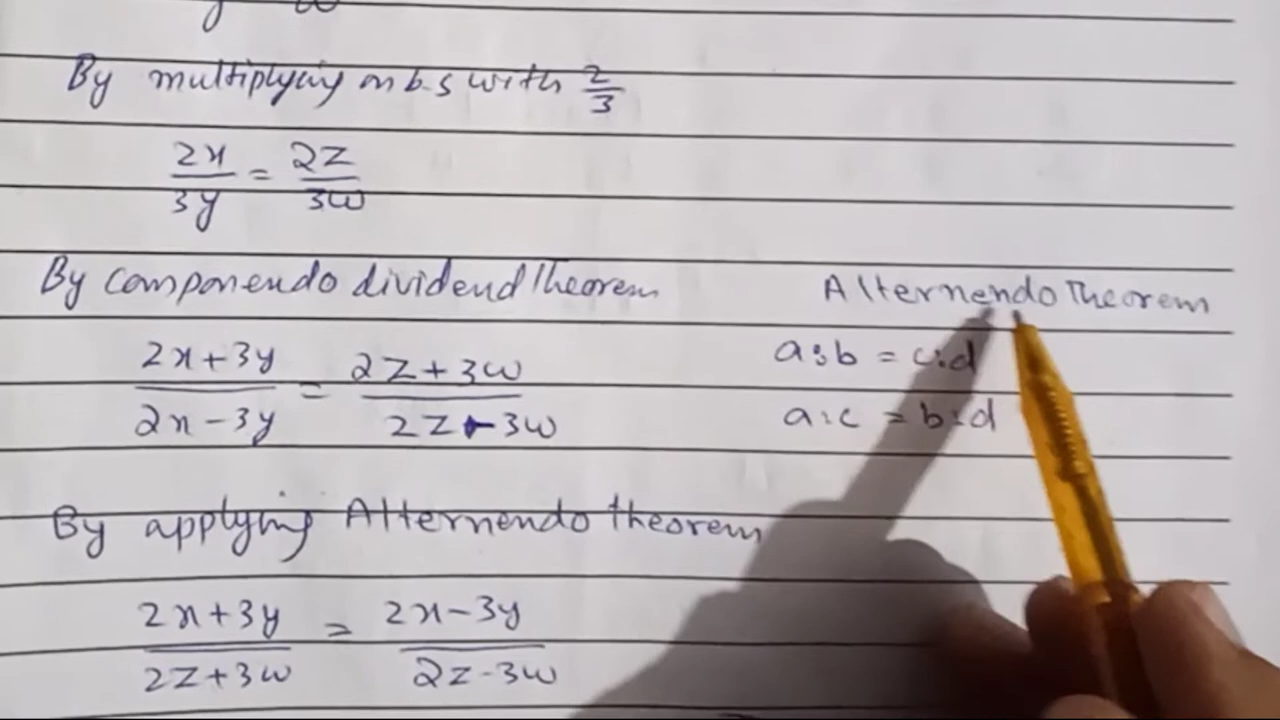 y w
By multiplying on b.s with 2/3
2x/3y = 2z/3w
By componendo dividend Theorem
2x+3y/2x-3y = 2z+3w/2z-3w
Alternendo Theorem
a:b = c:d
a:c = b:d
By applying Alternendo theorem
2x+3y/2z+3w = 2x-3y/2z-3w